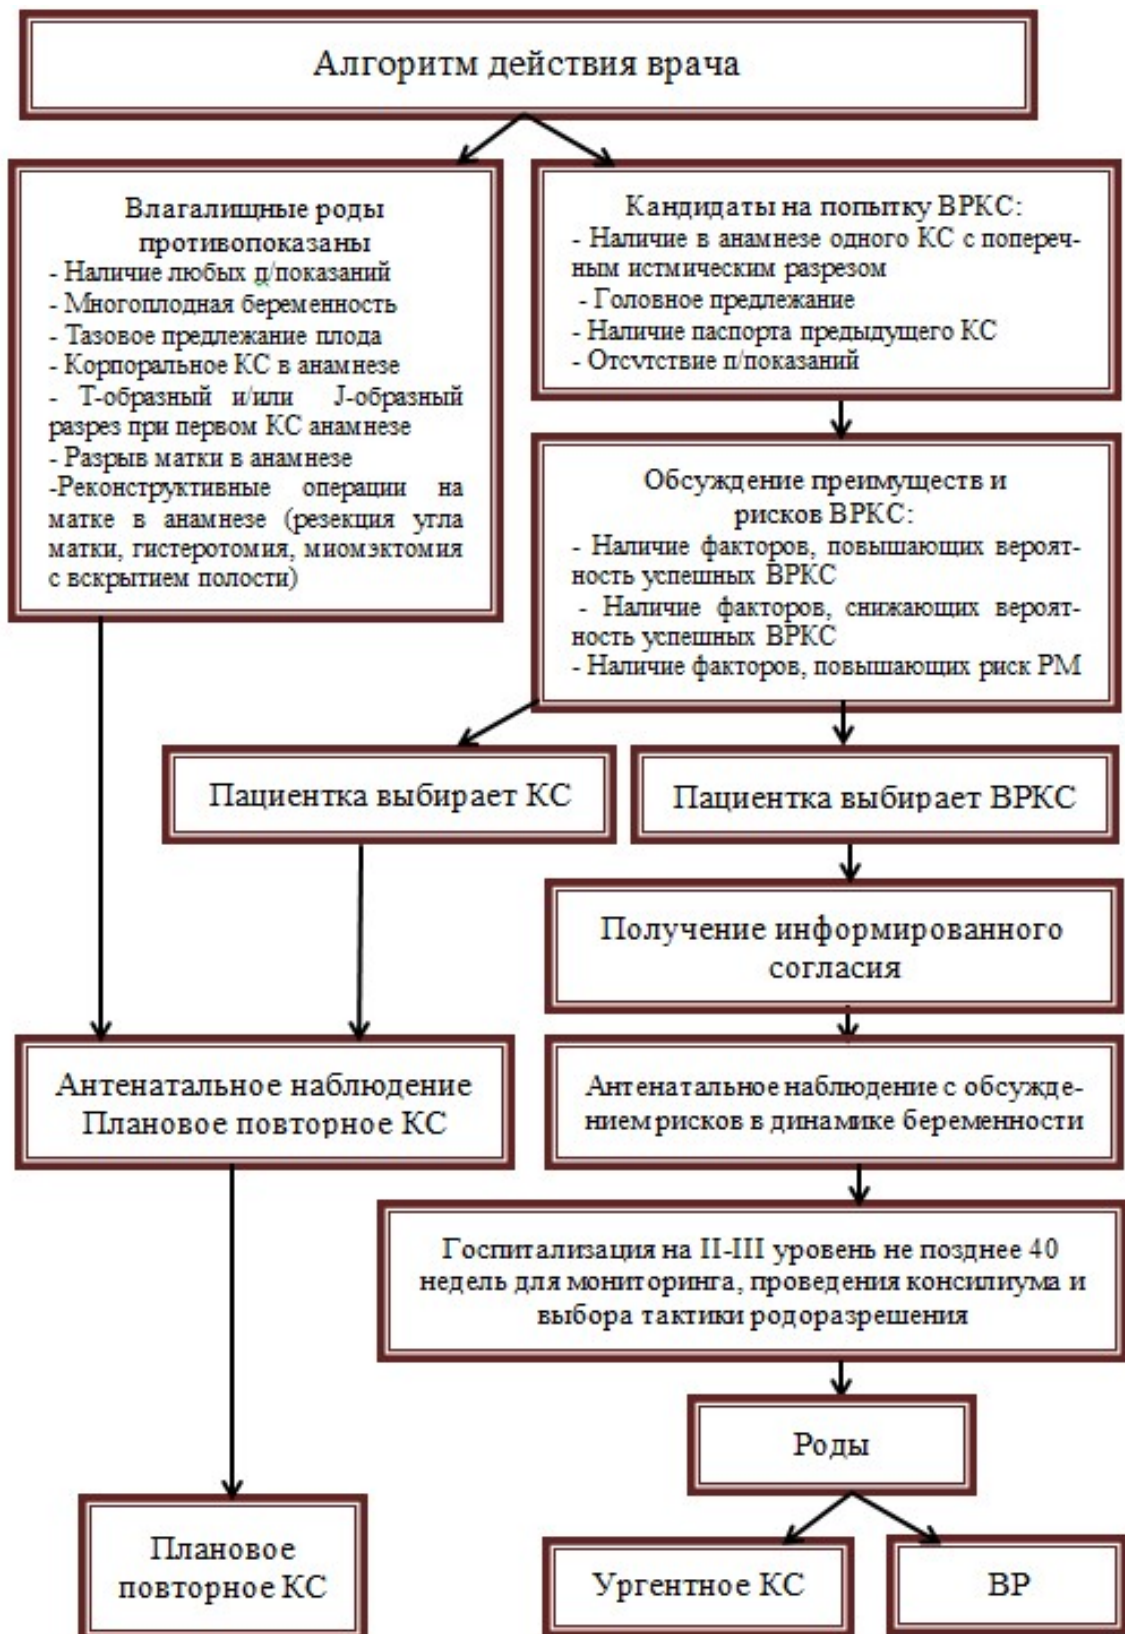 Алгоритм действия врача
Влагалищные роды
противопоказаны
- Наличие любых п/показаний
- Многоплодная беременность
- Тазовое предлежание плода
- Корпоральное КС в анамнезе
- Т-образный и/или J-образный
разрез при первом КС анамнезе
- Разрыв матки в анамнезе
-Реконструктивные операции на
матке в анамнезе (резекция угла
матки, гистеротомия, миомэктомия
с вскрытием полости)
Кандидаты на попытку ВРКС:
- Наличие в анамнезе одного КС с попереч-
ным истмическим разрезом
- Головное предлежание
- Наличие паспорта предыдущего КС
- Отсутствие п/показаний
Обсуждение преимуществ и
рисков ВРКС:
- Наличие факторов, повышающих вероят-
ность успешных ВРКС
- Наличие факторов, снижающих вероят-
ность успешных ВРКС
- Наличие факторов, повышающих риск РМ
Пациентка выбирает КС
Пациентка выбирает ВРКС
Получение информированного
согласия
Антенатальное наблюдение
Плановое повторное КС
Антенатальное наблюдение с обсужде-
нием рисков в динамике беременности
Госпитализация на II-III уровень не позднее 40
недель для мониторинга, проведения консилиума и
выбора тактики родоразрешения
Роды
Плановое
повторное КС
Ургентное КС
ВР